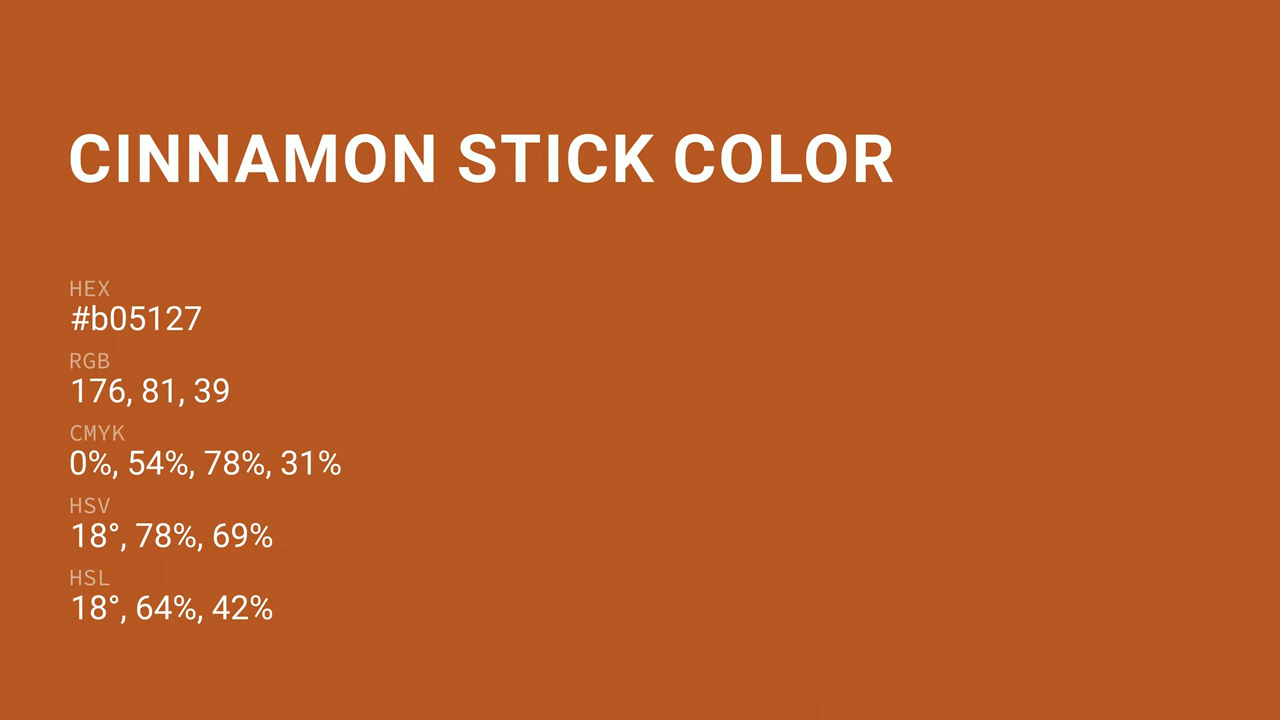 CINNAMON STICK COLOR
HEX
#b05127
RGB
176, 81, 39
CMYK
0%, 54%, 78%, 31%
HSV
18°, 78%, 69%
HSL
18°, 64%, 42%